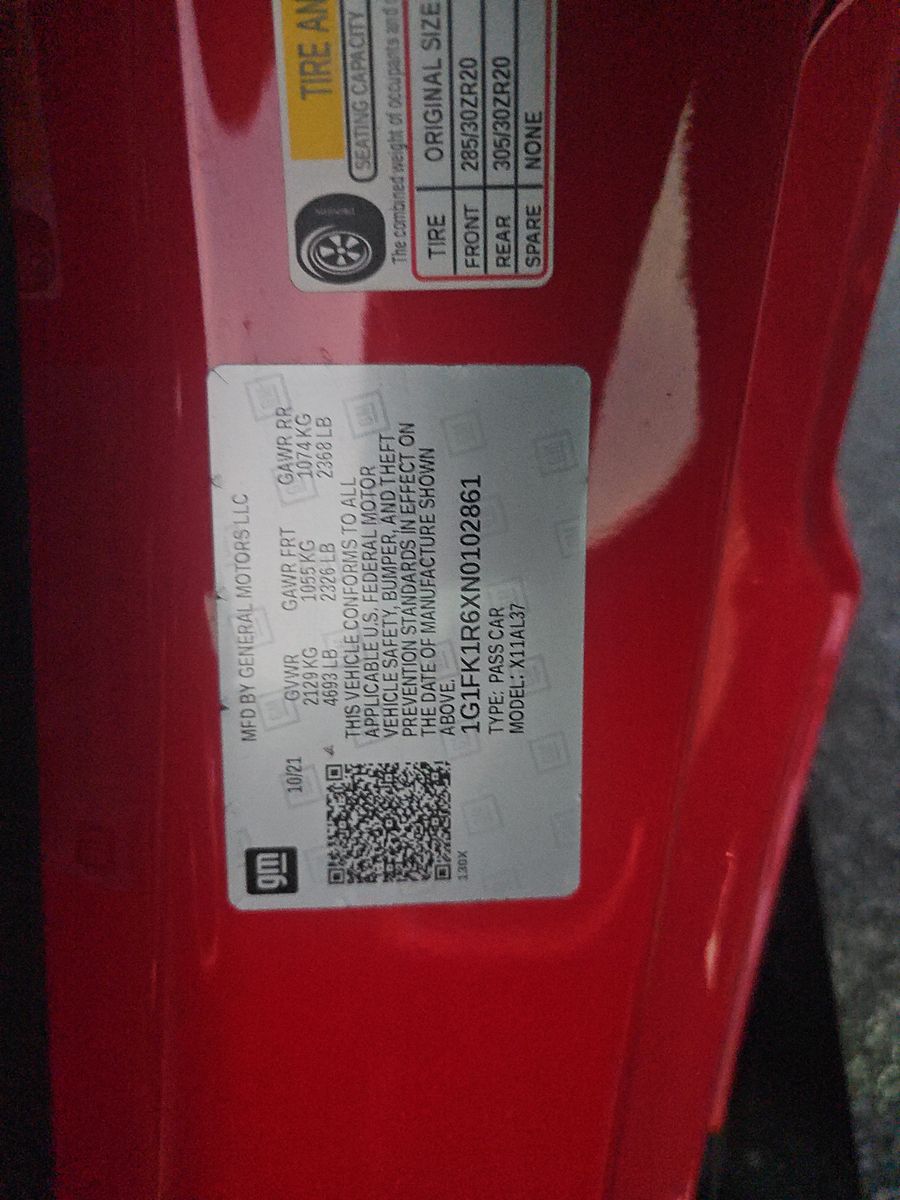 TIRE AN
SEATING CAPACITY
The combined weight of occupants and
TIRE ORIGINAL SIZE
FRONT 285/30ZR20
REAR 305/30ZR20
SPARE NONE
gm
MFD BY GENERAL MOTORS LLC
10/21 GVWR GAWR FRT GAWR RR
2129 KG 1055 KG 1074 KG
4693 LB 2326 LB 2368 LB
THIS VEHICLE CONFORMS TO ALL
APPLICABLE U.S. FEDERAL MOTOR
VEHICLE SAFETY, BUMPER, AND THEFT
PREVENTION STANDARDS IN EFFECT ON
THE DATE OF MANUFACTURE SHOWN
ABOVE.
1G1FK1R6XN0102861
TYPE: PASS CAR
MODEL: X11AL37
130X